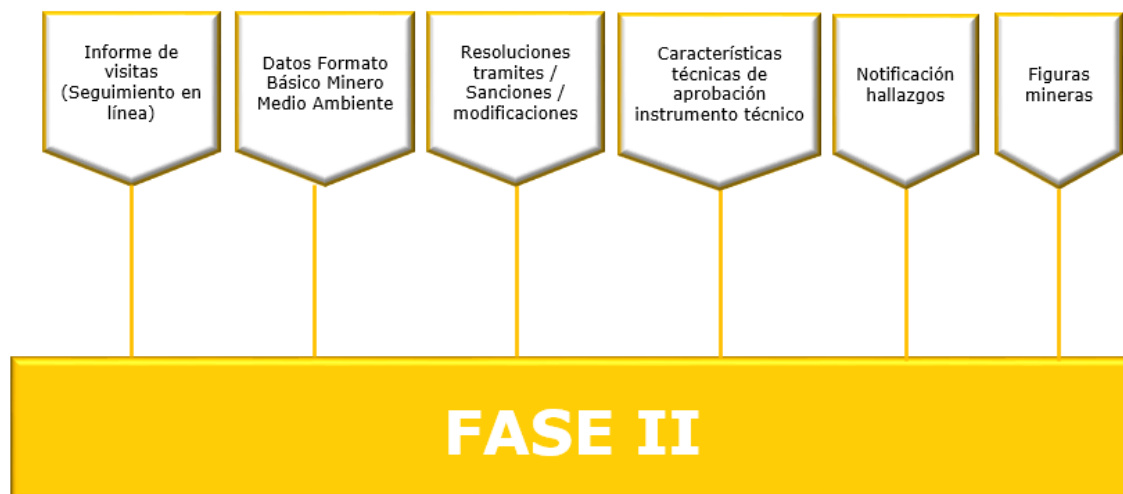 Informe de
visitas
(Seguimiento en
línea)
Datos Formato
Básico Minero
Medio Ambiente
Resoluciones
tramites /
Sanciones /
modificaciones
Características
técnicas de
aprobación
instrumento técnico
Notificación
hallazgos
Figuras
mineras
FASE II